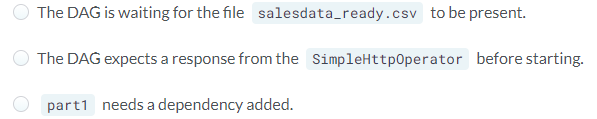 The DAG is waiting for the file salesdata_ready.csv to be present.
The DAG expects a response from the SimpleHttpOperator before starting.
part1 needs a dependency added.